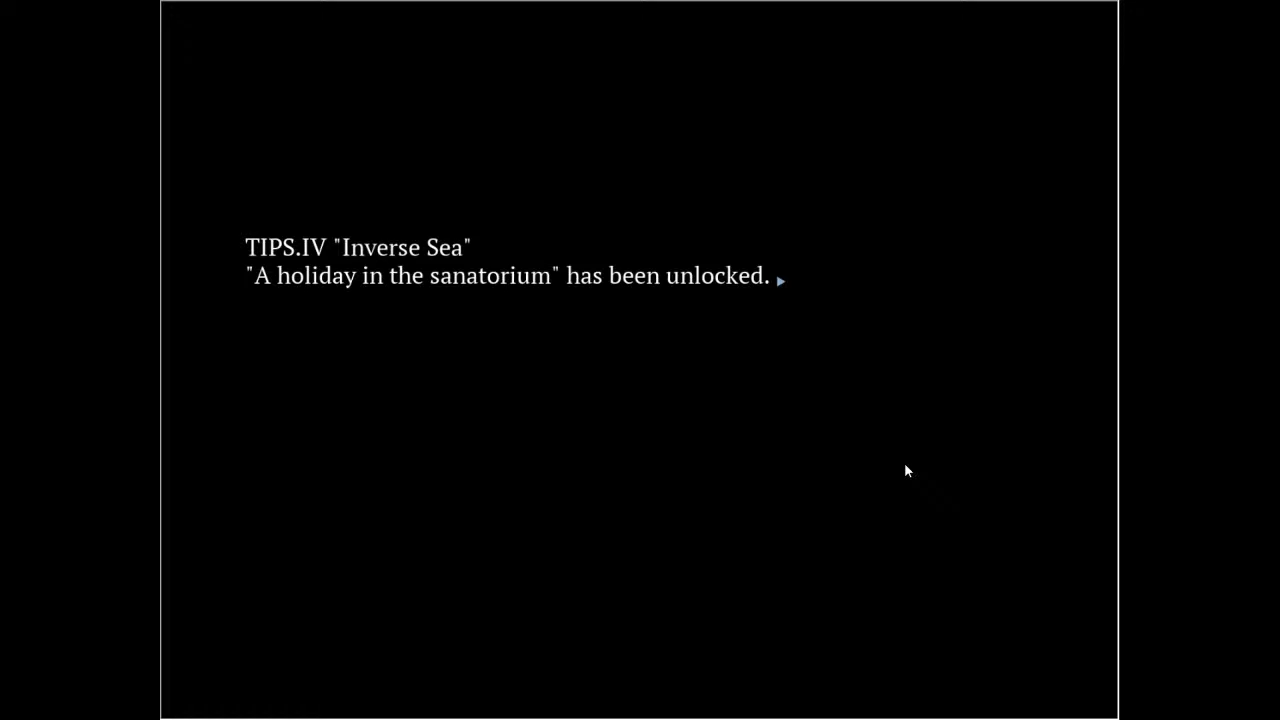 TIPS.IV "Inverse Sea"
"A holiday in the sanatorium" has been unlocked.